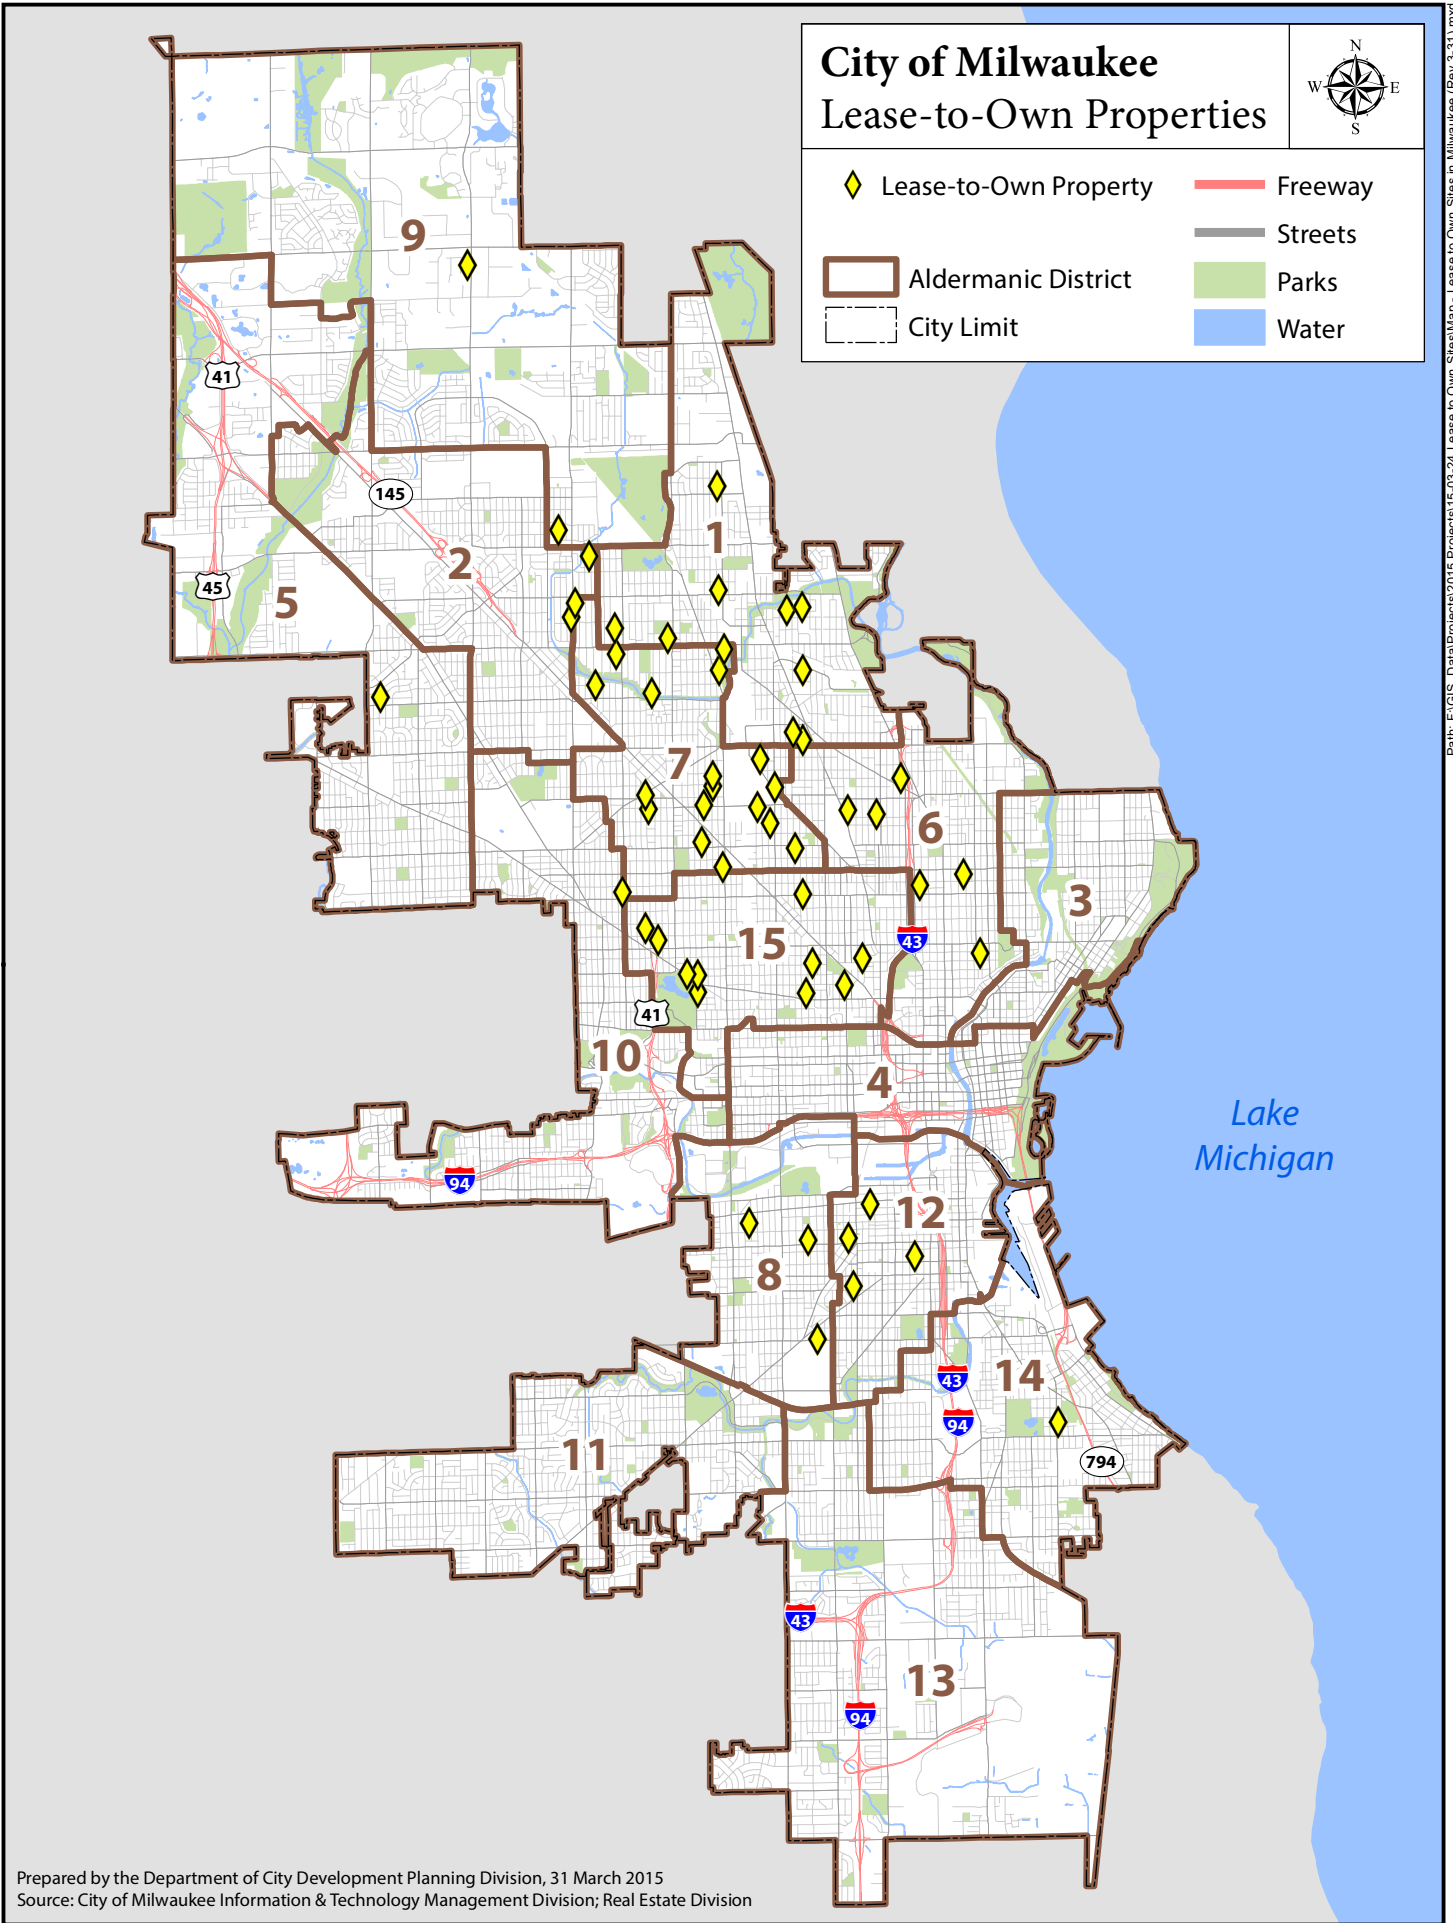 City of Milwaukee
Lease-to-Own Properties
N
W
E
S
Lease-to-Own Property
Freeway
Streets
Aldermanic District
Parks
City Limit
Water
9
41
145
1
2
45
5
7
6
3
15
43
41
10
4
Lake
Michigan
94
12
8
43
14
94
11
794
43
13
94
Prepared by the Department of City Development Planning Division, 31 March 2015
Source: City of Milwaukee Information & Technology Management Division; Real Estate Division